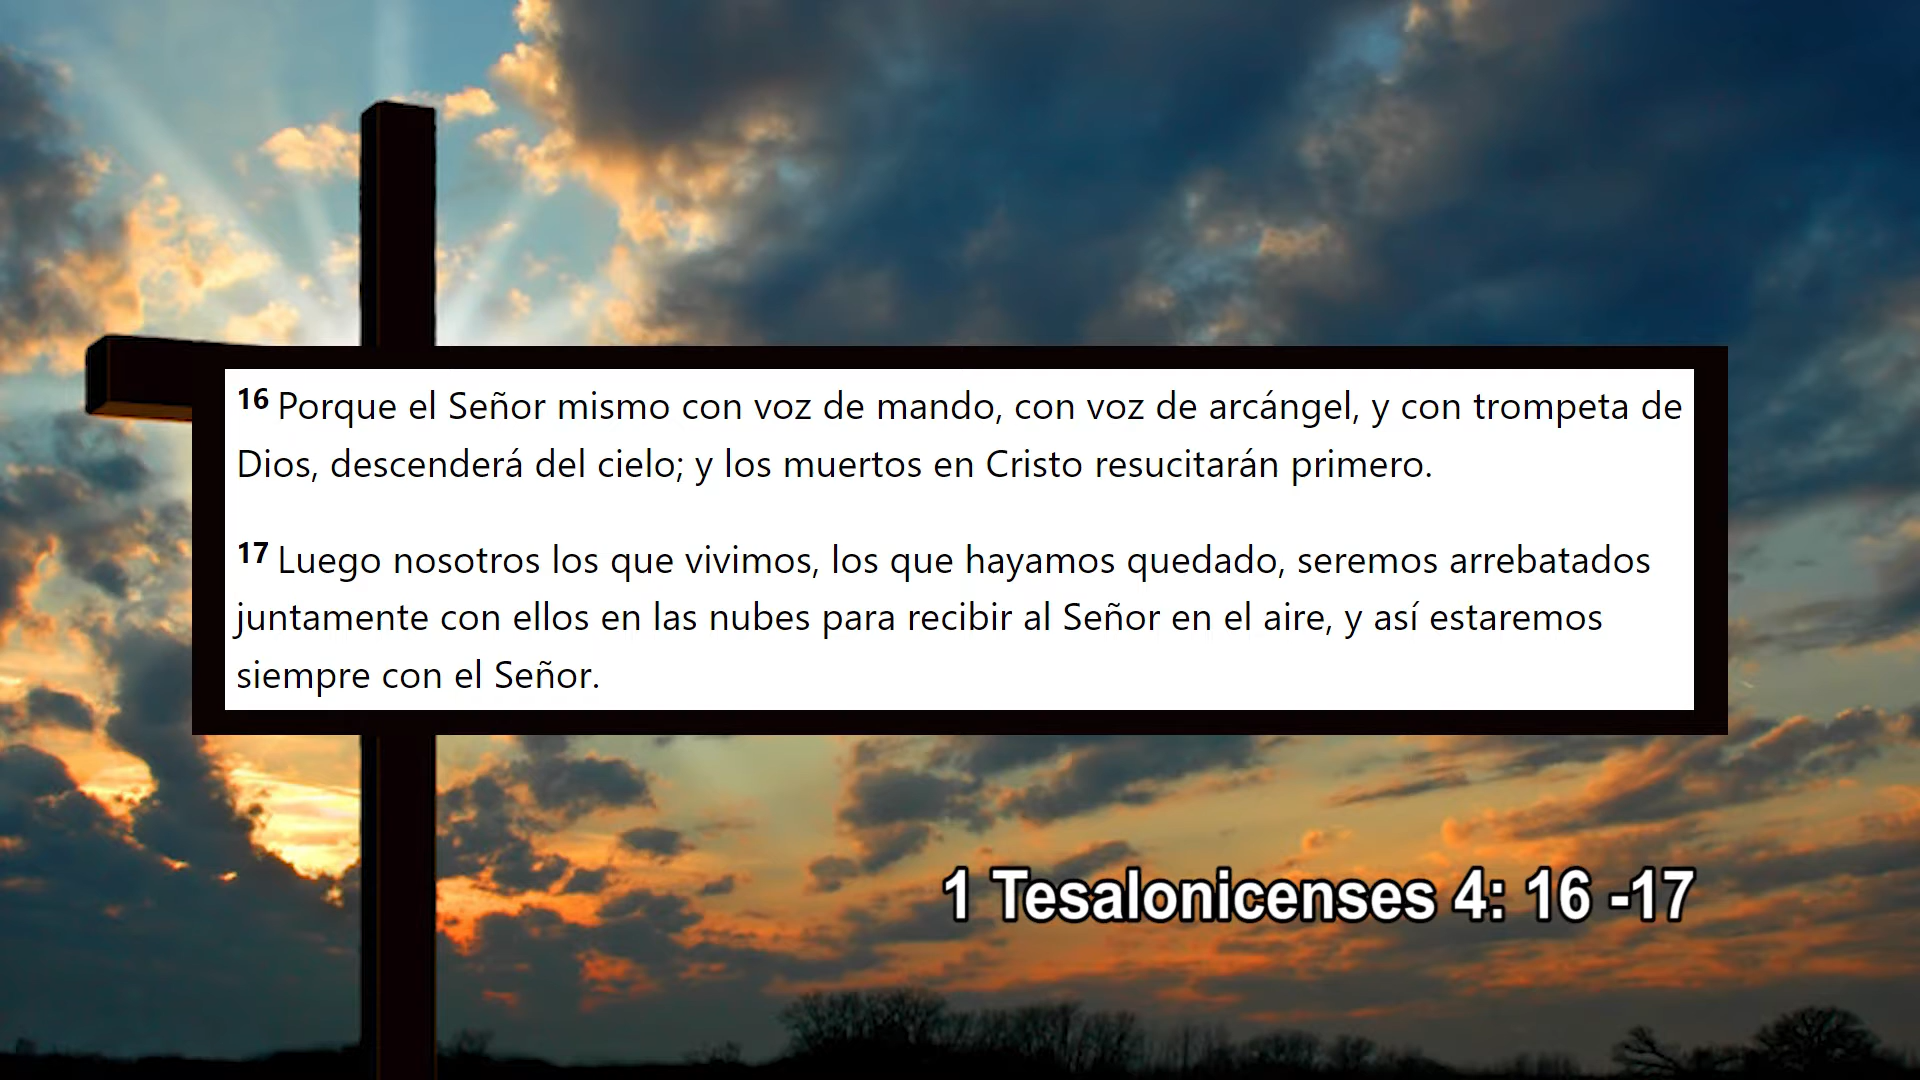 16 Porque el Señor mismo con voz de mando, con voz de arcángel, y con trompeta de
Dios, descenderá del cielo; y los muertos en Cristo resucitarán primero.
17 Luego nosotros los que vivimos, los que hayamos quedado, seremos arrebatados
juntamente con ellos en las nubes para recibir al Señor en el aire, y así estaremos
siempre con el Señor.
1 Tesalonicenses 4: 16 -17